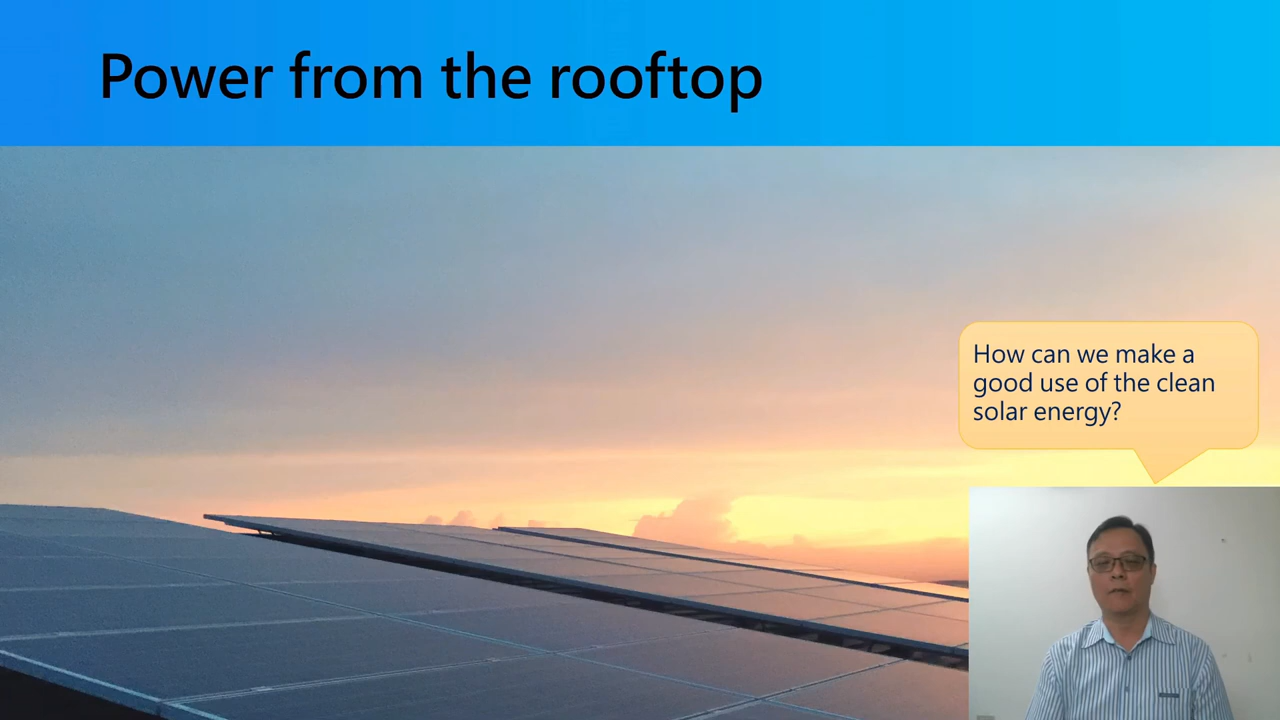 Power from the rooftop
How can we make a
good use of the clean
solar energy?